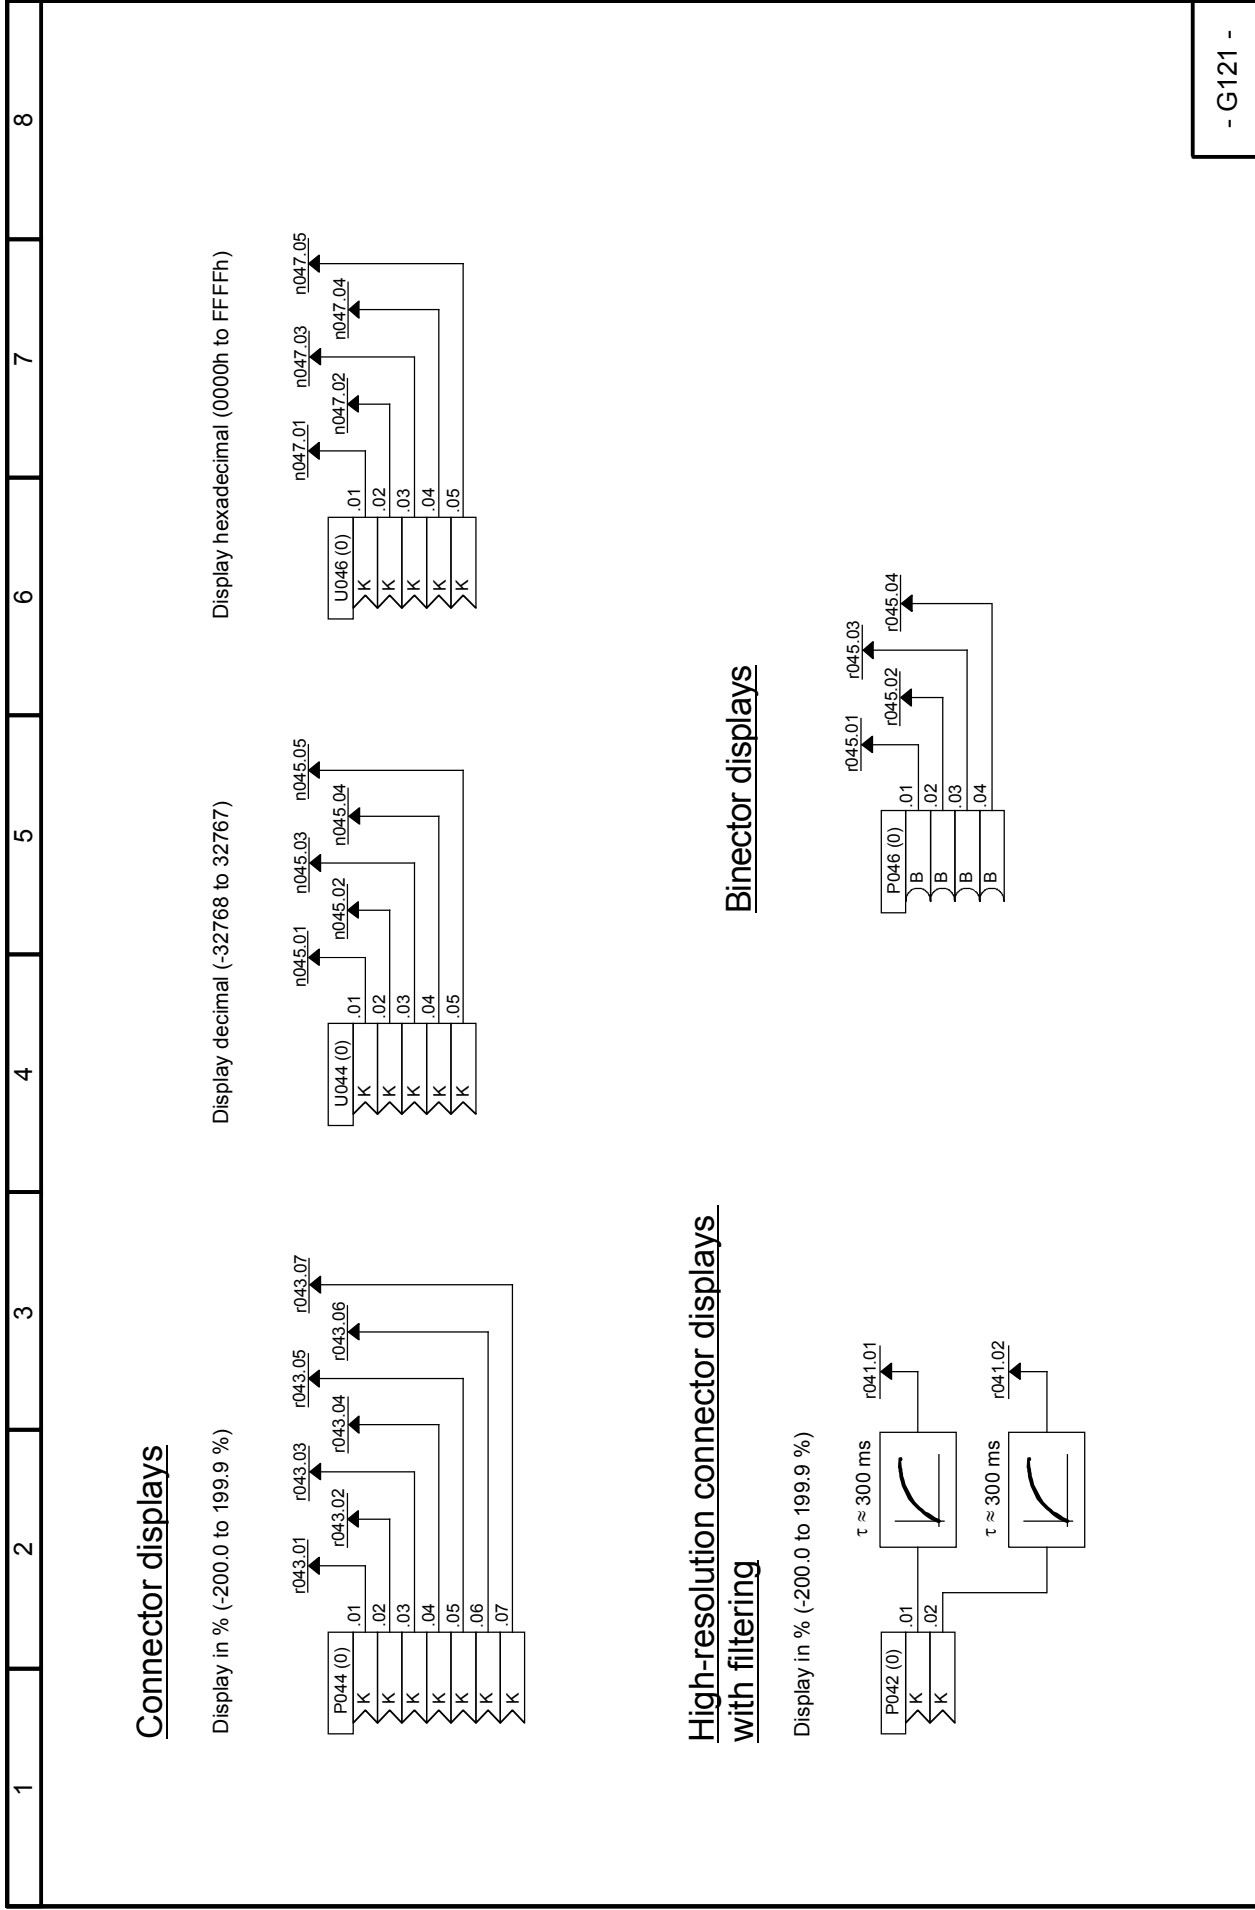 1 2 3 4 5 6 7 8
Connector displays
Display in % (-200.0 to 199.9 %)
r043.01
r043.02
r043.03
r043.04
r043.05
r043.06
r043.07
P044 (0)
K .01
K .02
K .03
K .04
K .05
K .06
K .07
Display decimal (-32768 to 32767)
n045.01
n045.02
n045.03
n045.04
n045.05
U044 (0)
K .01
K .02
K .03
K .04
K .05
Display hexadecimal (0000h to FFFFh)
n047.01
n047.02
n047.03
n047.04
n047.05
U046 (0)
K .01
K .02
K .03
K .04
K .05
High-resolution connector displays
with filtering
Display in % (-200.0 to 199.9 %)
P042 (0)
K .01
K .02
τ ≈ 300 ms
r041.01
τ ≈ 300 ms
r041.02
Binector displays
r045.01
r045.02
r045.03
r045.04
P046 (0)
B .01
B .02
B .03
B .04
- G121 -